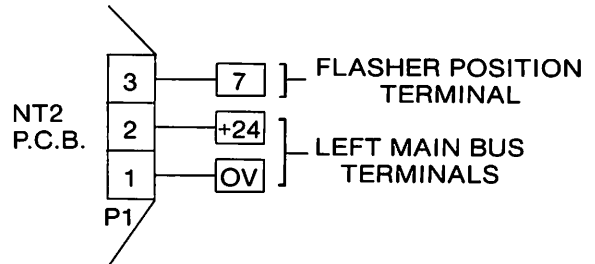 3
7
FLASHER POSITION
TERMINAL
NT2
P.C.B.
2
+24
LEFT MAIN BUS
TERMINALS
1
OV
P1